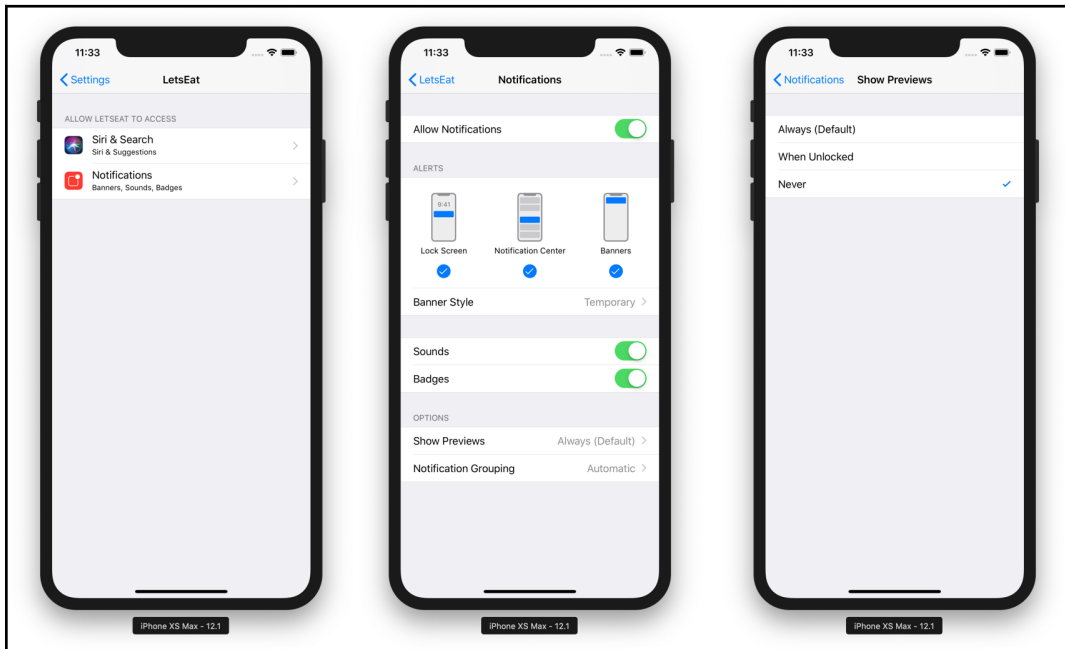 11:33
Settings
LetsEat
ALLOW LETSEAT TO ACCESS
Siri & Search
Siri & Suggestions
Notifications
Banners, Sounds, Badges
iPhone XS Max - 12.1
11:33
LetsEat
Notifications
Allow Notifications
ALERTS
9:41
Lock Screen
Notification Center
Banners
Banner Style
Temporary
Sounds
Badges
OPTIONS
Show Previews
Always (Default)
Notification Grouping
Automatic
iPhone XS Max - 12.1
11:33
Notifications
Show Previews
Always (Default)
When Unlocked
Never
iPhone XS Max - 12.1